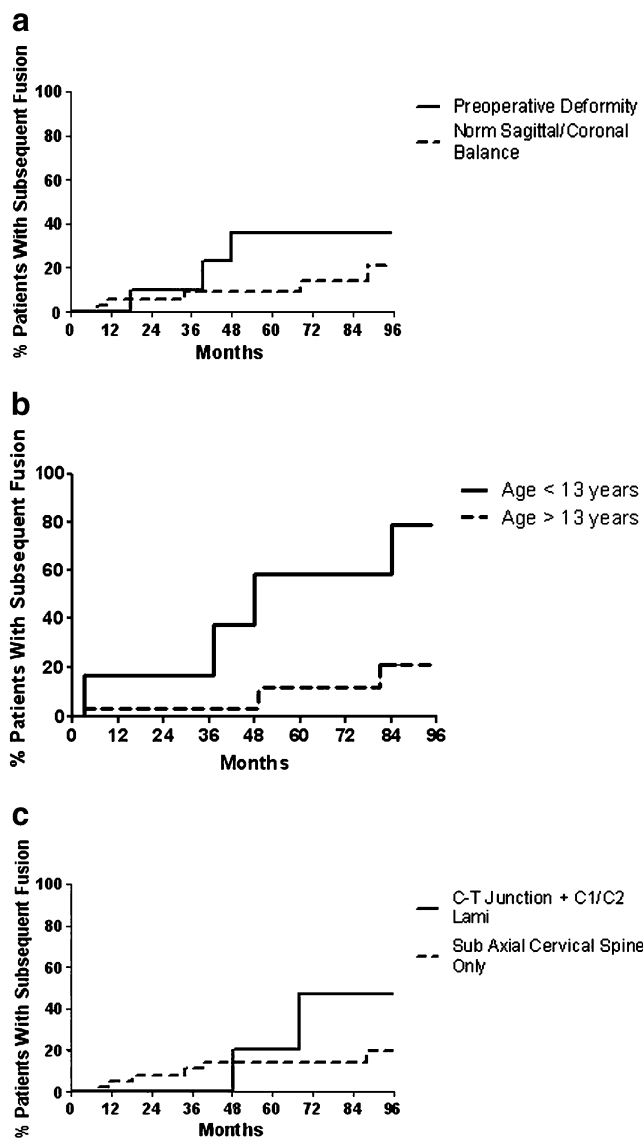 a
% Patients With Subsequent Fusion
100
80
60
40
20
0
0 12 24 36 48 60 72 84 96
Months
Preoperative Deformity
Norm Sagittal/Coronal
Balance
b
% Patients With Subsequent Fusion
100
80
60
40
20
0
0 12 24 36 48 60 72 84 96
Months
Age < 13 years
Age > 13 years
c
% Patients With Subsequent Fusion
100
80
60
40
20
0
0 12 24 36 48 60 72 84 96
Months
C-T Junction + C1/C2
Lami
Sub Axial Cervical Spine
Only